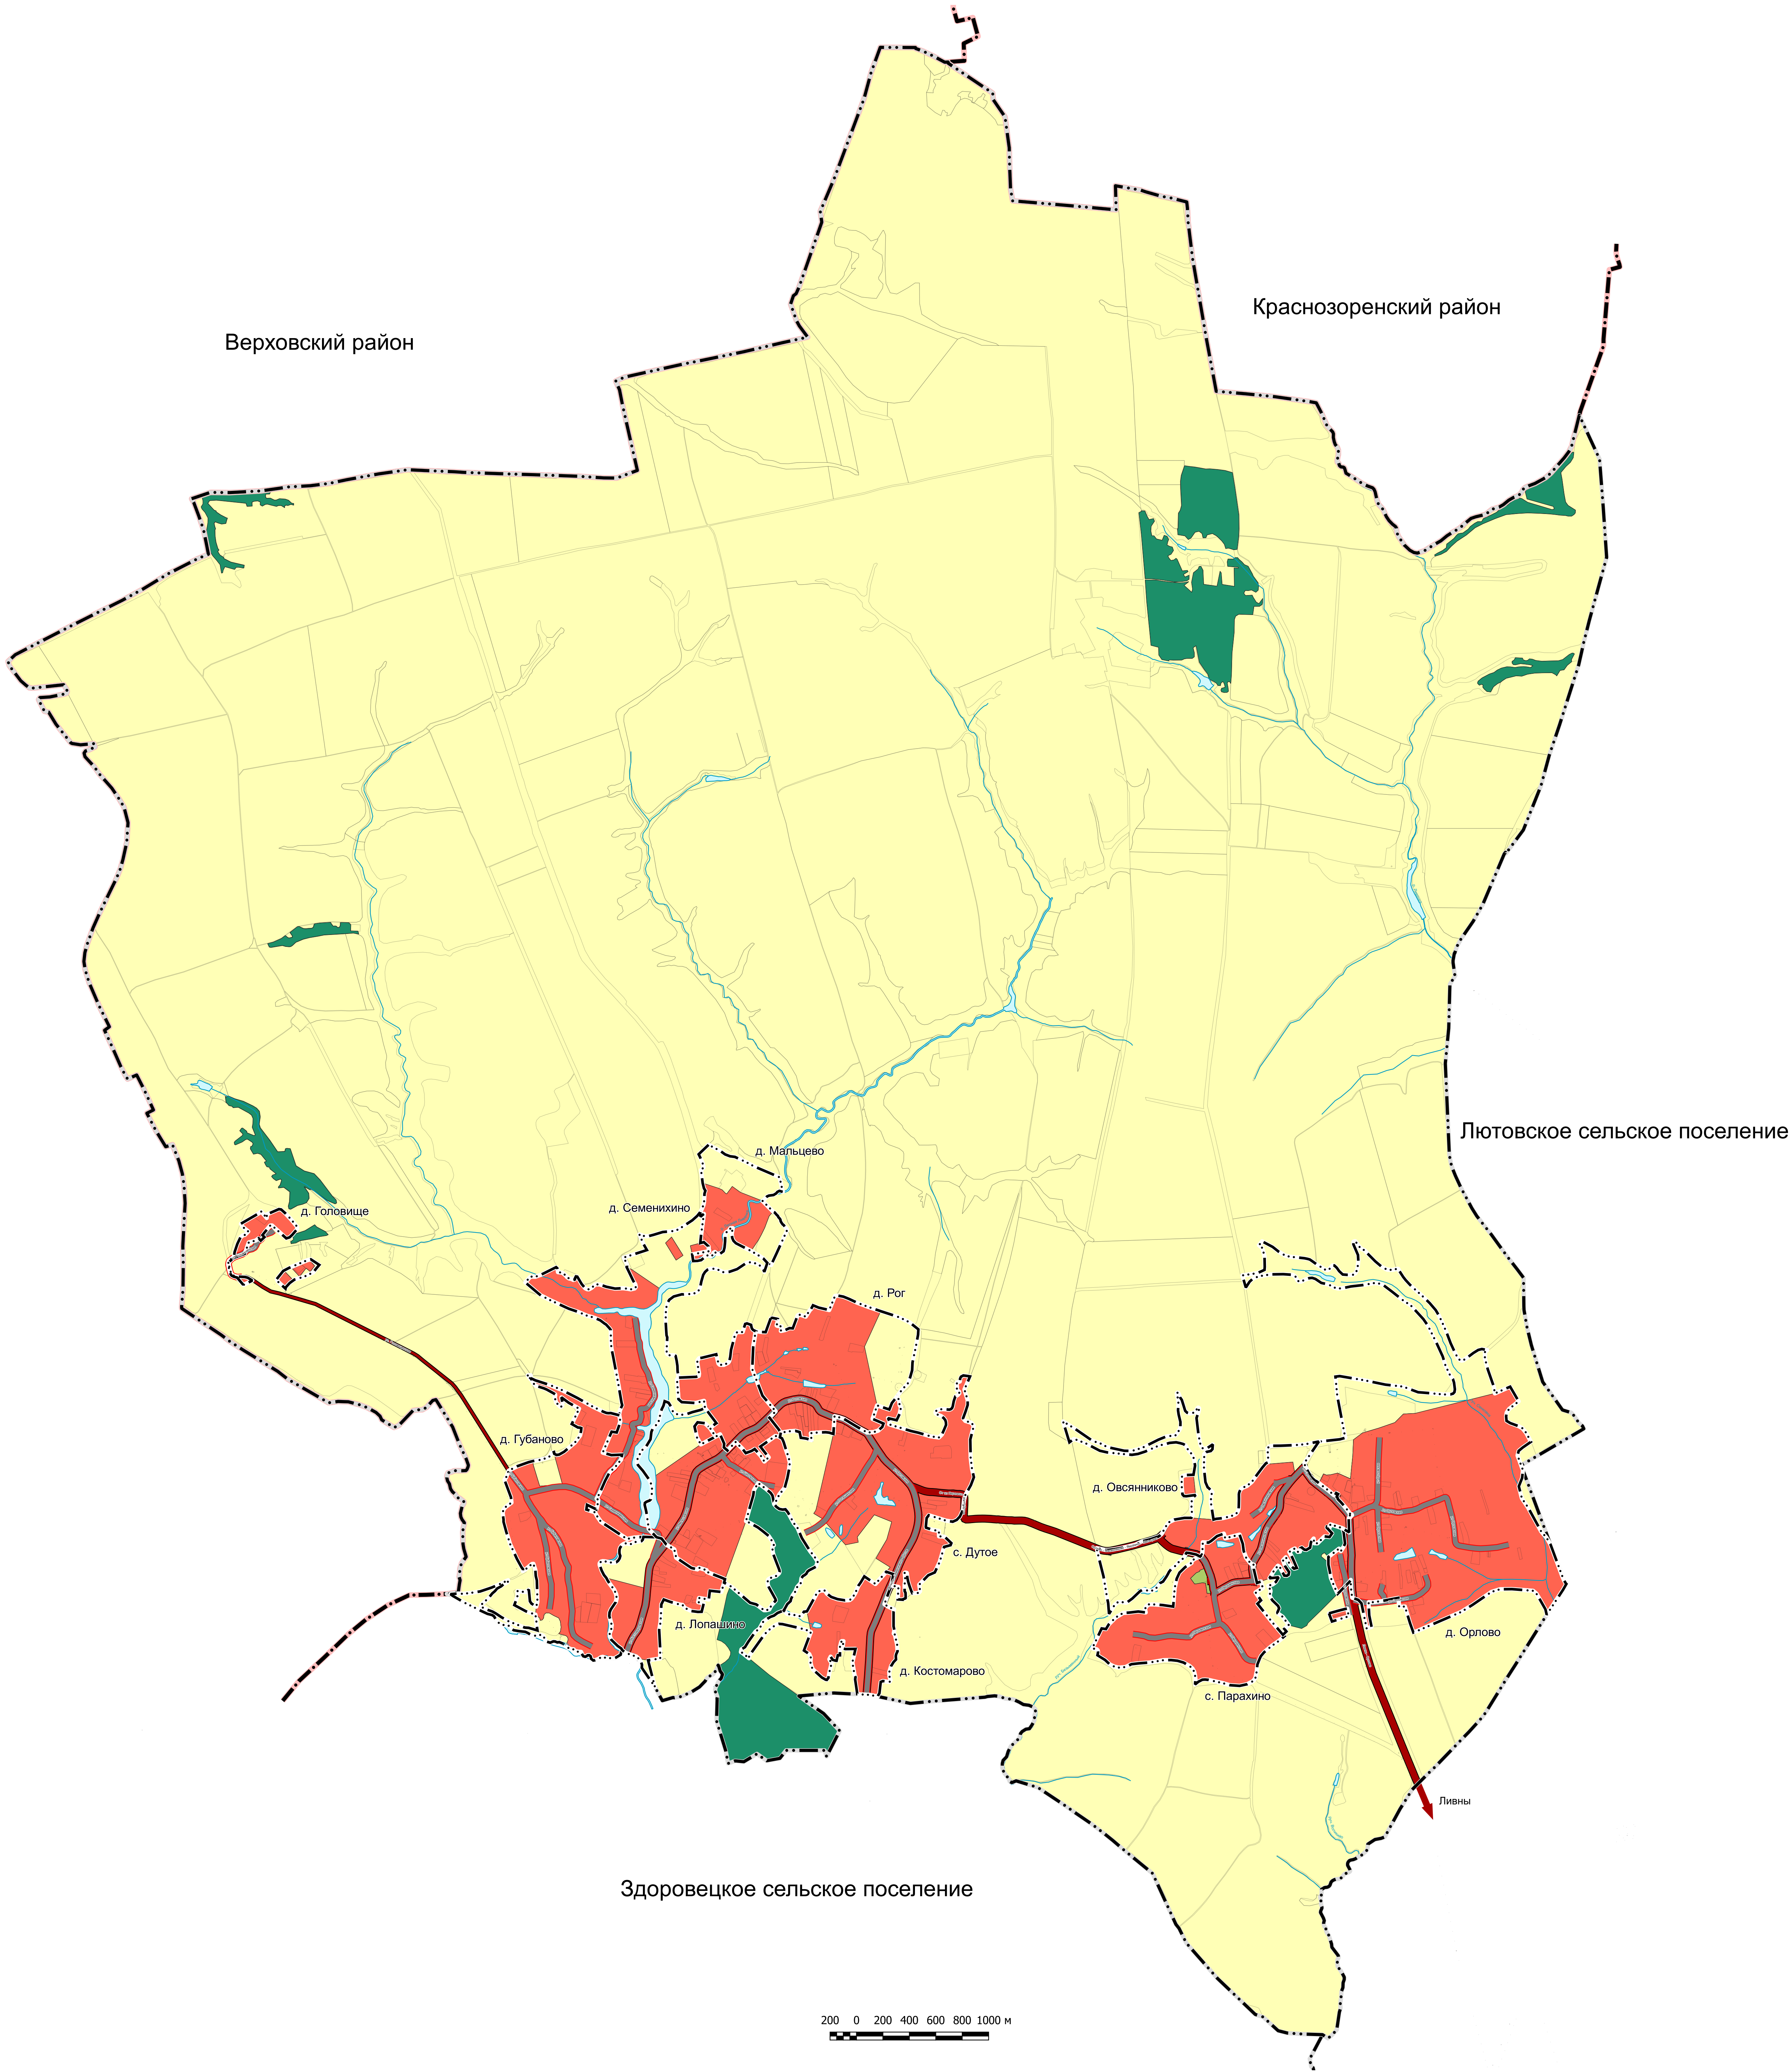 Краснозоренский район
Верховский район
Лютовское сельское поселение
д. Мальцево
д. Семенихино
д. Головище
д. Рог
д. Губаново
д. Овсянниково
с. Дутое
д. Лопашино
д. Орлово
д. Костомарово
с. Парахино
Ливны
Здоровецкое сельское поселение
200 0 200 400 600 800 1000 м